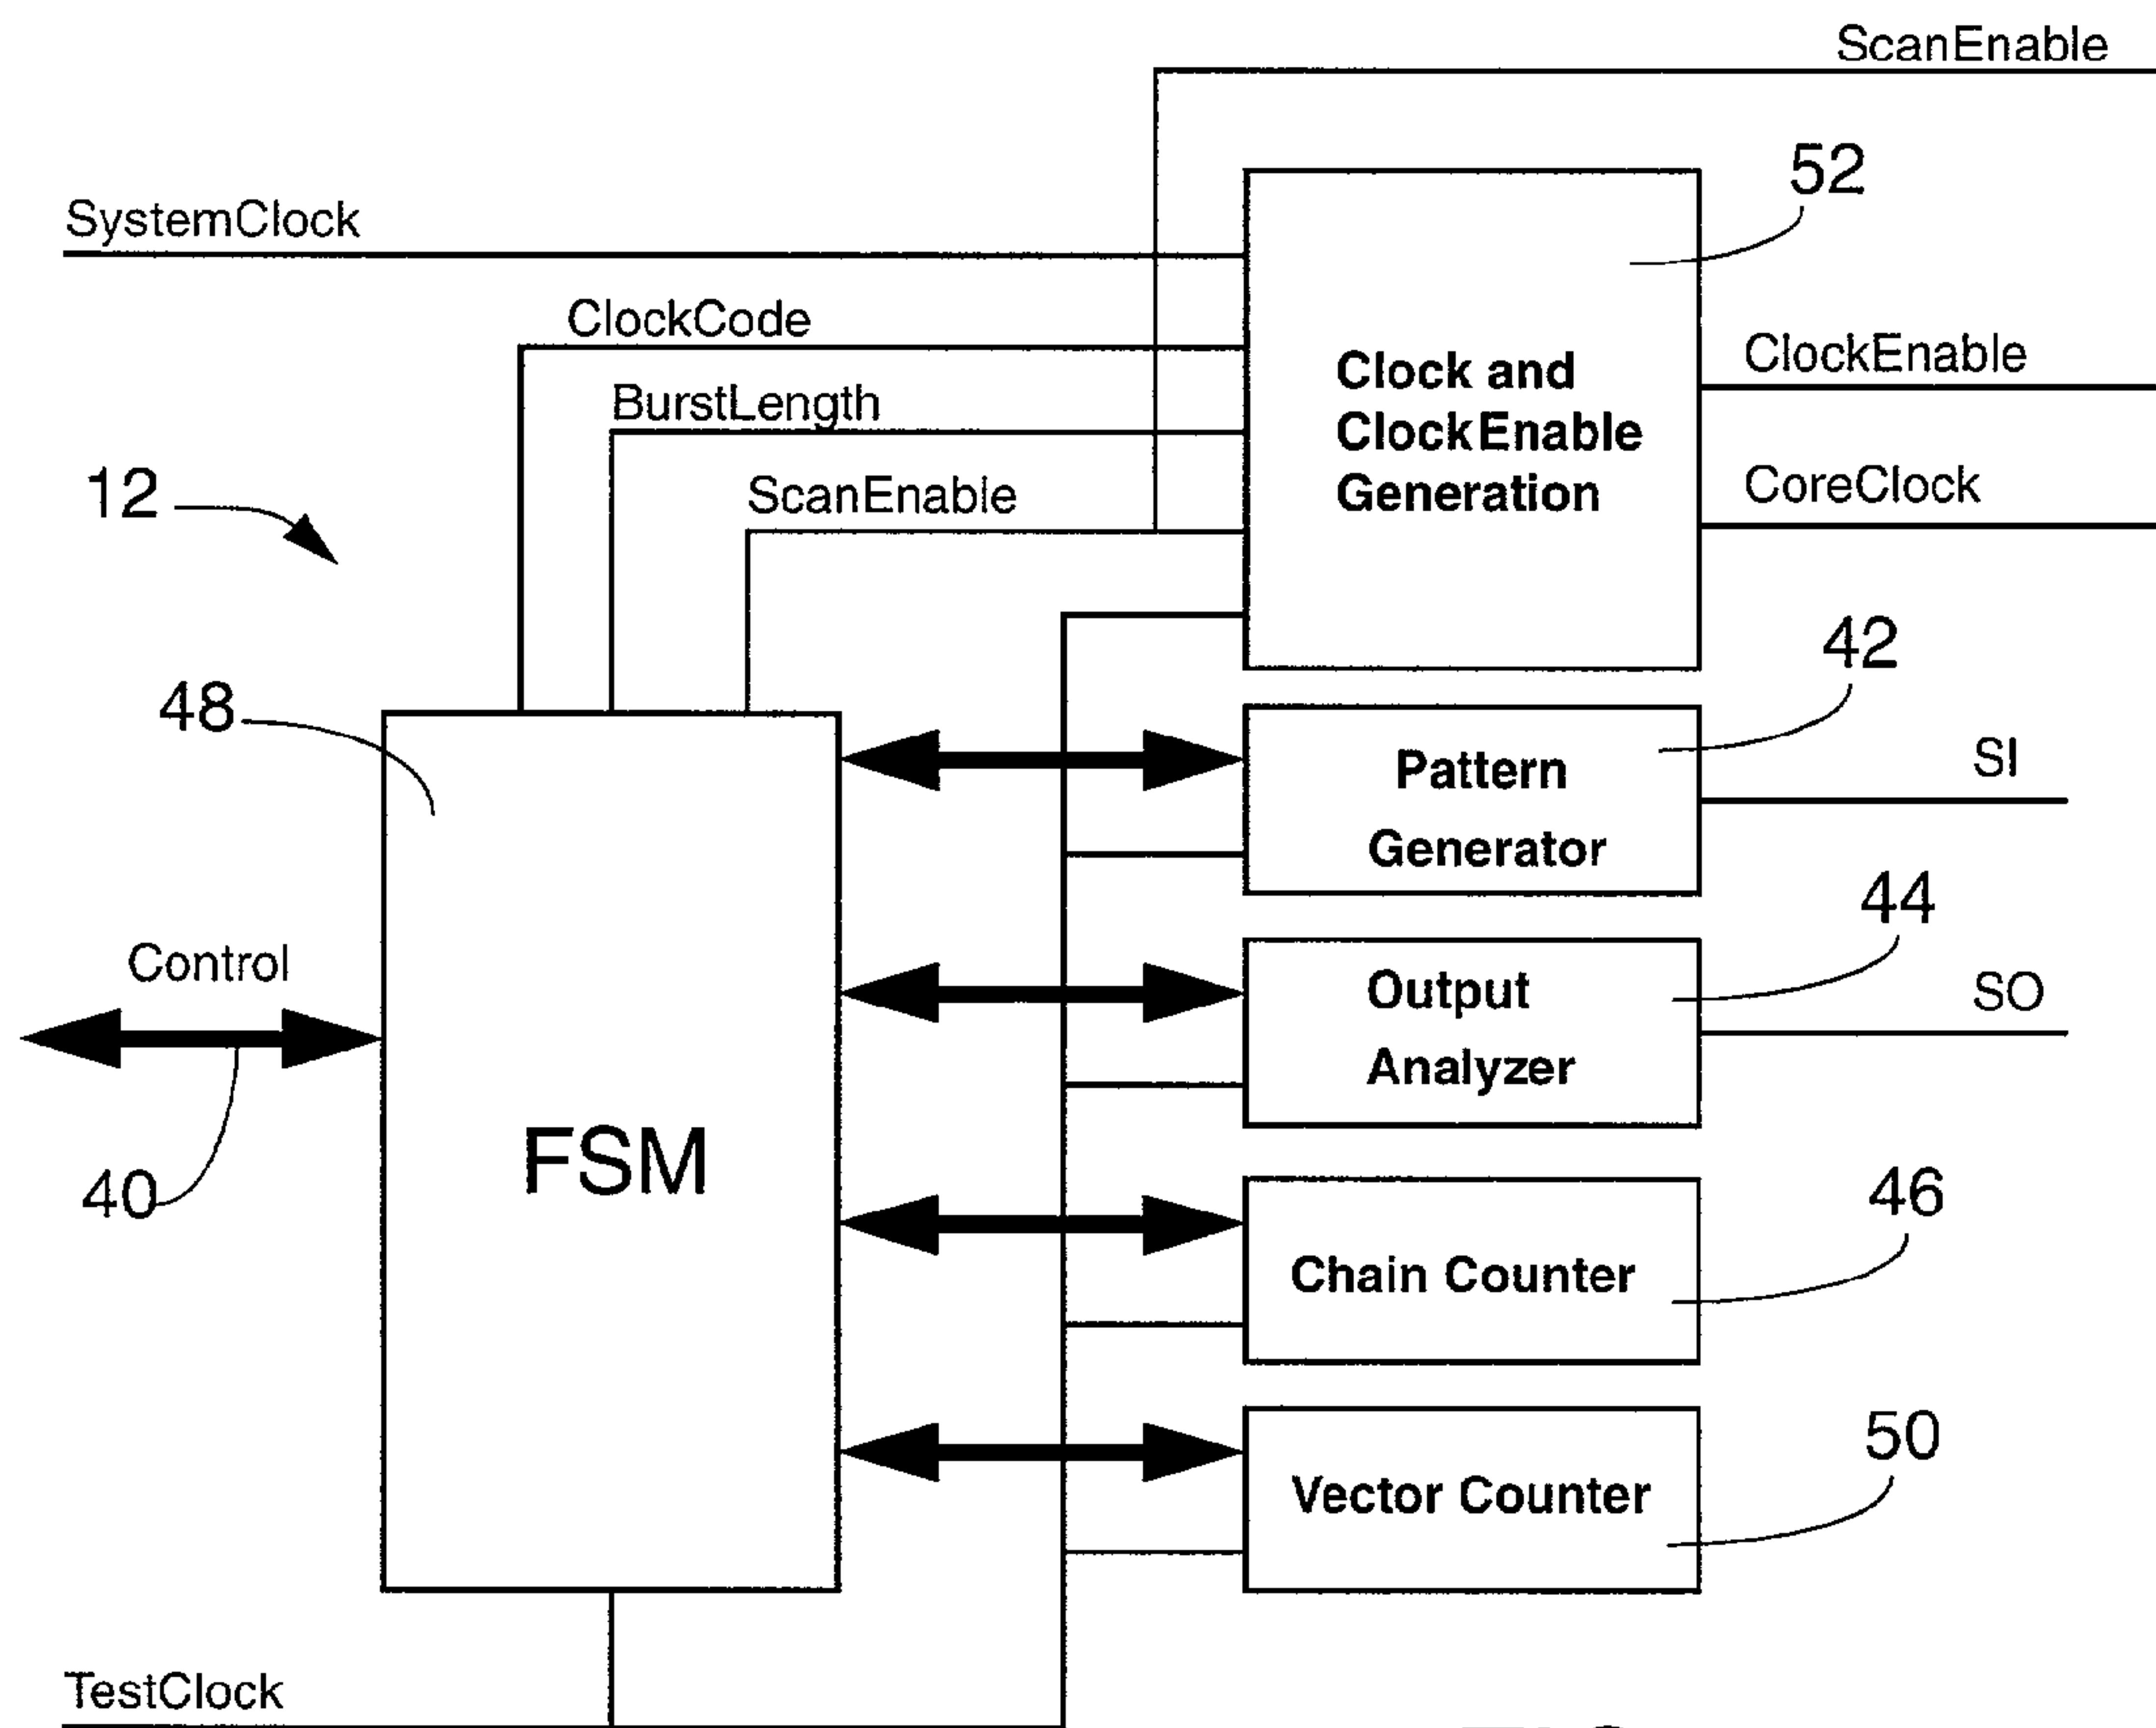 ScanEnable
52
SystemClock
ClockCode
ClockEnable
Clock and
ClockEnable
Generation
BurstLength
12
ScanEnable
CoreClock
42
48
Pattern
Generator
SI
44
Control
Output
Analyzer
SO
FSM
40
46
Chain Counter
50
Vector Counter
TestClock